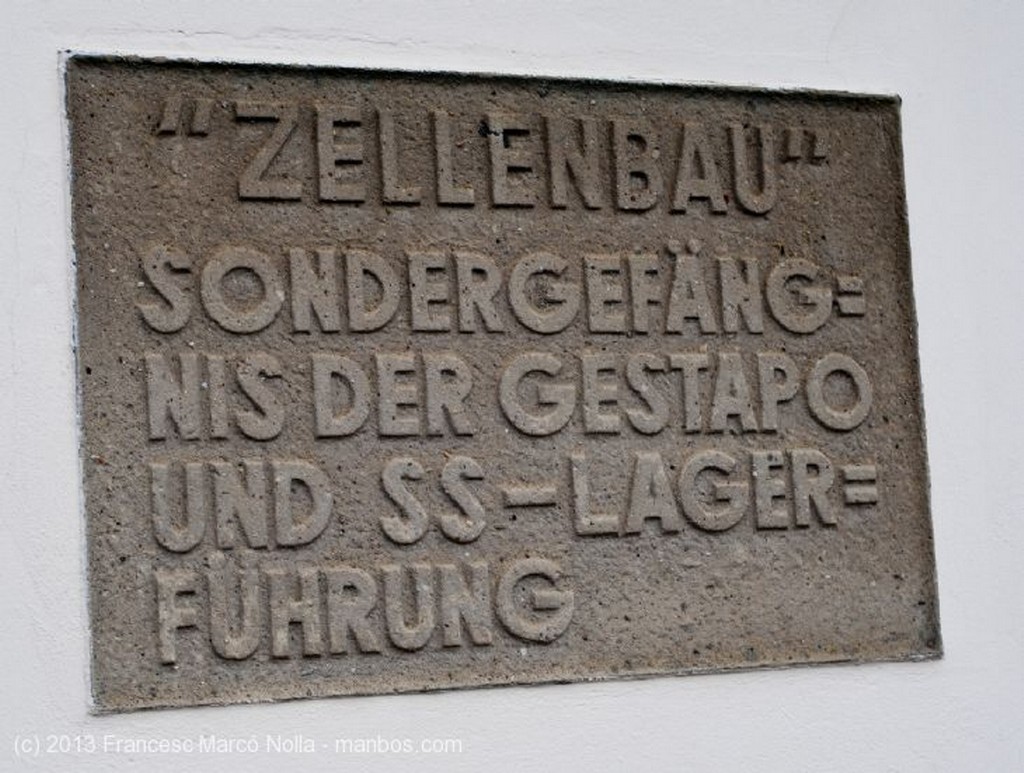 "ZELLENBAU"
SONDERGEFÄNG=
NIS DER GESTAPO
UND SS-LAGER=
FÜHRUNG
(c) 2013 Francesc Marcó Nolla - manbos.com